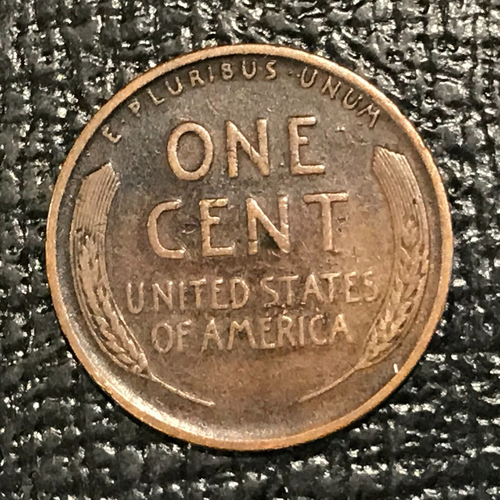 E PLURIBUS · UNUM
ONE
CENT
UNITED STATES
OF AMERICA